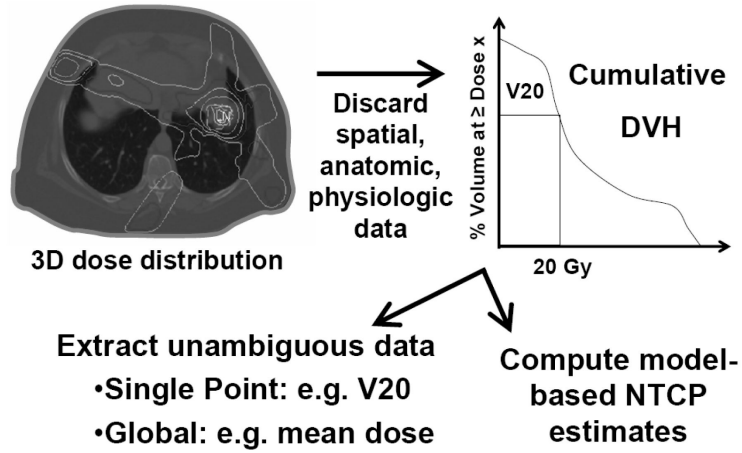 3D dose distribution
Discard
spatial,
anatomic,
physiologic
data
% Volume at ≥ Dose x
V20
Cumulative
DVH
20 Gy
Extract unambiguous data
•Single Point: e.g. V20
•Global: e.g. mean dose
Compute model-
based NTCP
estimates